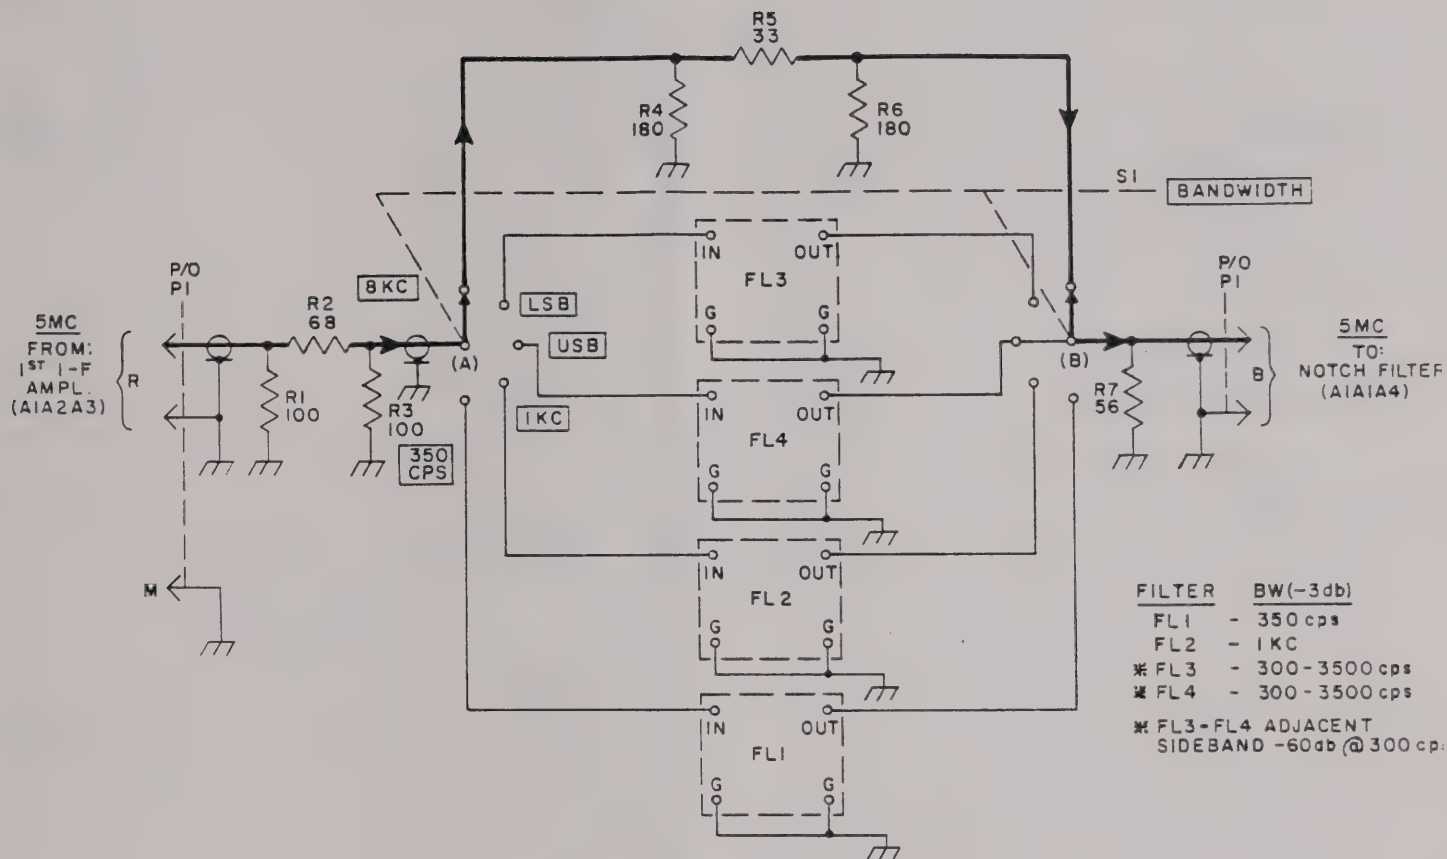 R5
33
R4
180
R6
180
S1
BANDWIDTH
P/O
P1
8KC
IN
OUT
FL3
G
G
LSB
P/O
P1
5MC
FROM:
1ST I-F
AMPL.
(A1A2A3)
R
R2
68
(A)
USB
(B)
B
5MC
TO:
NOTCH FILTER
(A1A1A4)
R1
100
R3
100
1KC
350
CPS
IN
OUT
FL4
G
G
R7
56
M
IN
OUT
FL2
G
G
FILTER BW(-3db)
FL1 - 350 cps
FL2 - 1KC
* FL3 - 300-3500 cps
* FL4 - 300-3500 cps
* FL3-FL4 ADJACENT
SIDEBAND -60db @ 300 cp
IN
OUT
FL1
G
G